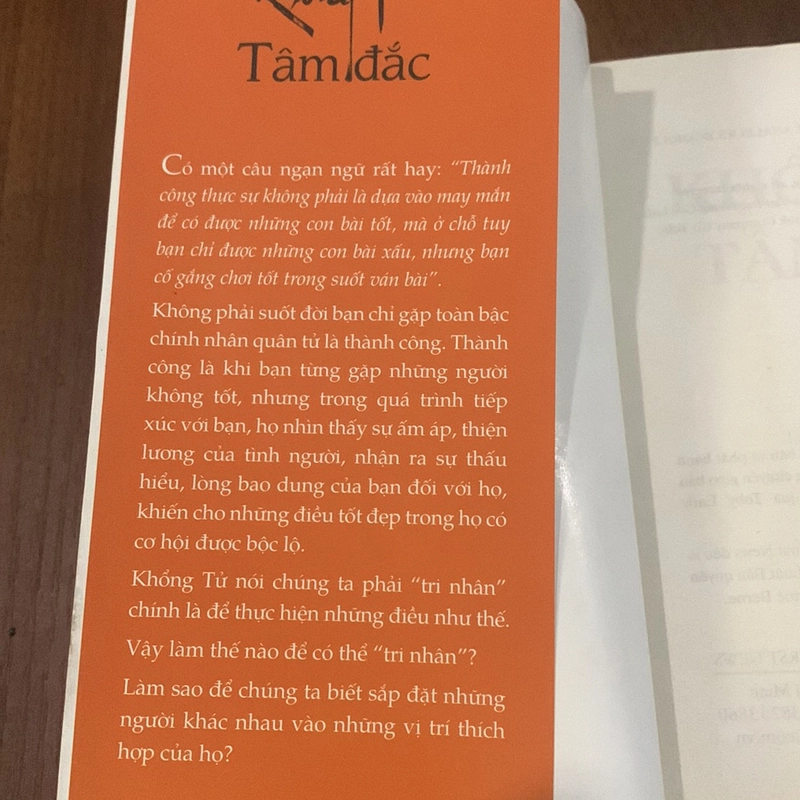 Tâm đắc
Có một câu ngạn ngữ rất hay: “Thành
công thực sự không phải là dựa vào may mắn
để có được những con bài tốt, mà ở chỗ tuy
bạn chỉ được những con bài xấu, nhưng bạn
cố gắng chơi tốt trong suốt ván bài”.
Không phải suốt đời bạn chỉ gặp toàn bậc
chính nhân quân tử là thành công. Thành
công là khi bạn từng gặp những người
không tốt, nhưng trong quá trình tiếp
xúc với bạn, họ nhìn thấy sự ấm áp, thiện
lương của tình người, nhận ra sự thấu
hiểu, lòng bao dung của bạn đối với họ,
khiến cho những điều tốt đẹp trong họ có
cơ hội được bộc lộ.
Khổng Tử nói chúng ta phải “tri nhân”
chính là để thực hiện những điều như thế.
Vậy làm thế nào để có thể “tri nhân”?
Làm sao để chúng ta biết sắp đặt những
người khác nhau vào những vị trí thích
hợp của họ?